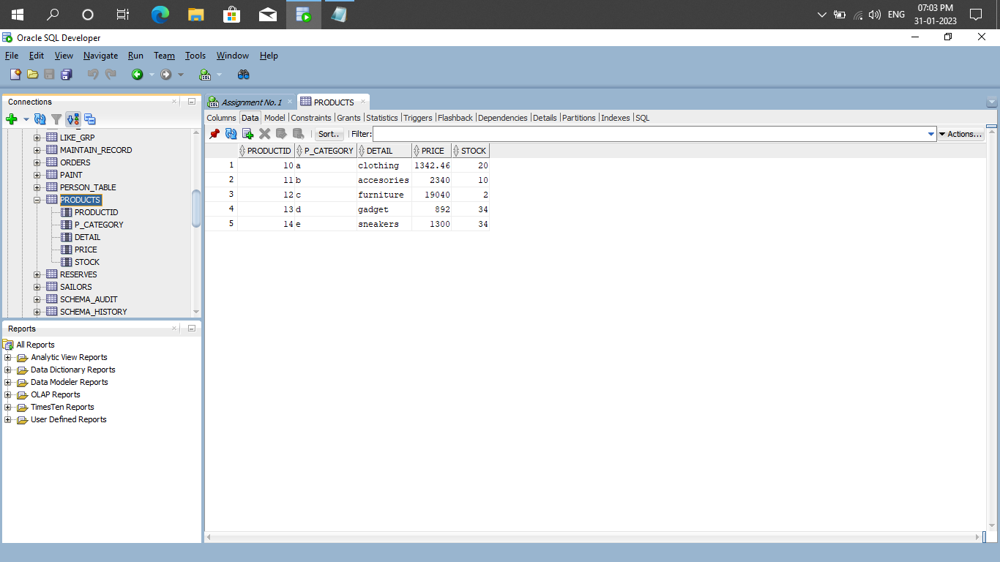 07:03 PM
ENG
31-01-2023
Oracle SQL Developer
File Edit View Navigate Run Team Tools Window Help
SQL
Connections
SQL Assignment No.1 PRODUCTS
Columns Data Model Constraints Grants Statistics Triggers Flashback Dependencies Details Partitions Indexes SQL
Sort.. Filter: Actions...
LIKE_GRP
MAINTAIN_RECORD
ORDERS
PAINT
PERSON_TABLE
PRODUCTS
PRODUCTID
P_CATEGORY
DETAIL
PRICE
STOCK
RESERVES
SAILORS
SCHEMA_AUDIT
SCHEMA_HISTORY
PRODUCTID P_CATEGORY DETAIL PRICE STOCK
1 10 a clothing 1342.46 20
2 11 b accesories 2340 10
3 12 c furniture 19040 2
4 13 d gadget 892 34
5 14 e sneakers 1300 34
Reports
All Reports
Analytic View Reports
Data Dictionary Reports
Data Modeler Reports
OLAP Reports
TimesTen Reports
User Defined Reports